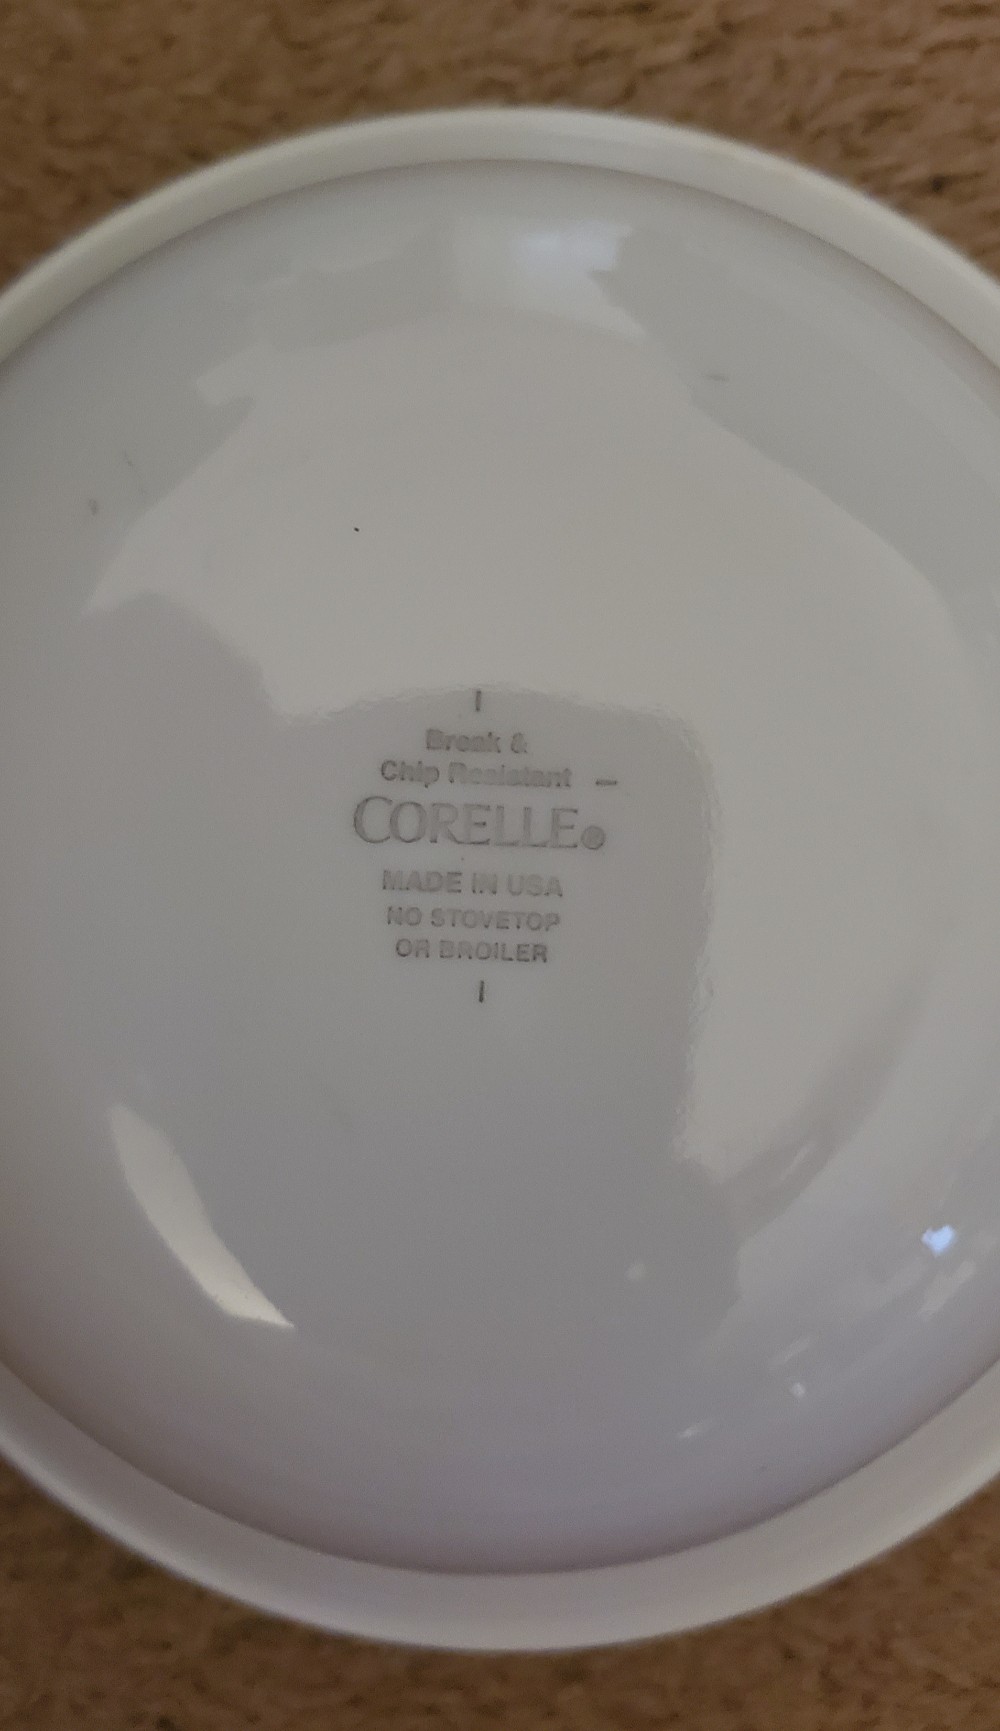 Break &
Chip Resistant
CORELLE®
MADE IN USA
NO STOVETOP
OR BROILER